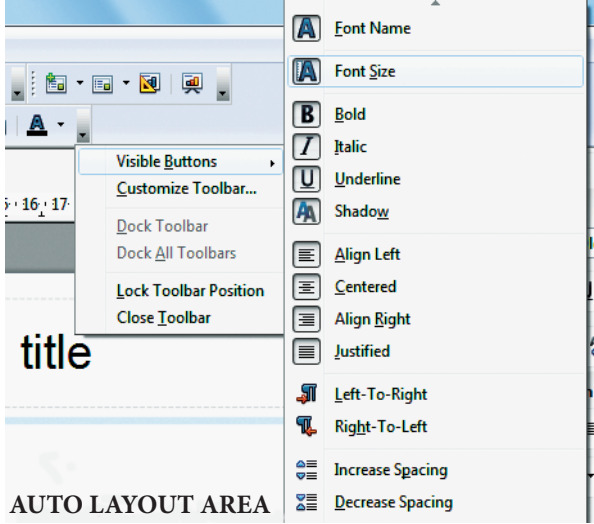 16 · 17
Visible Buttons
Customize Toolbar...
Dock Toolbar
Dock All Toolbars
Lock Toolbar Position
Close Toolbar
title
AUTO LAYOUT AREA
Font Name
Font Size
Bold
Italic
Underline
Shadow
Align Left
Centered
Align Right
Justified
Left-To-Right
Right-To-Left
Increase Spacing
Decrease Spacing